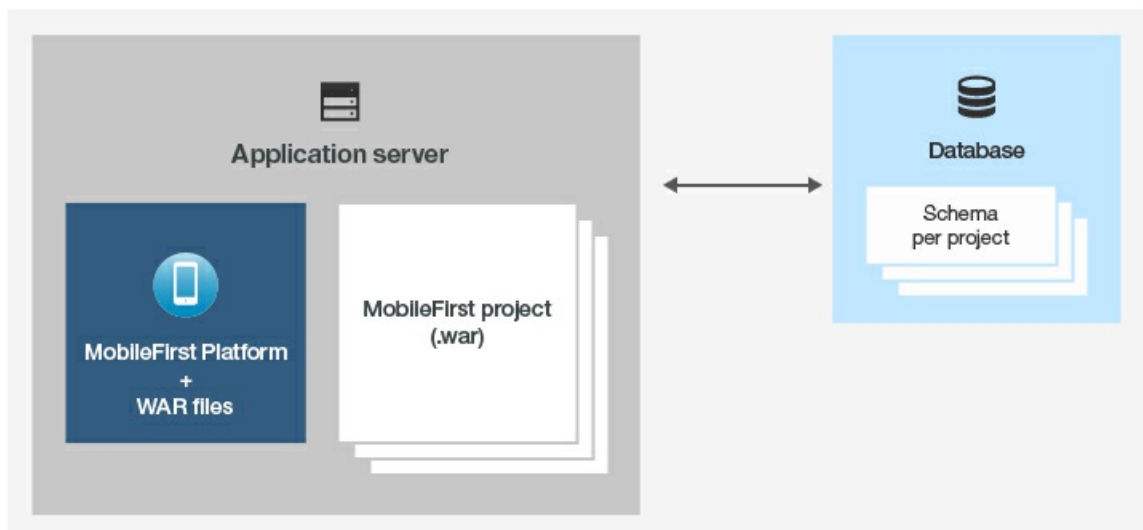 Application server
MobileFirst Platform
+
WAR files
MobileFirst project
(.war)
Database
Schema
per project